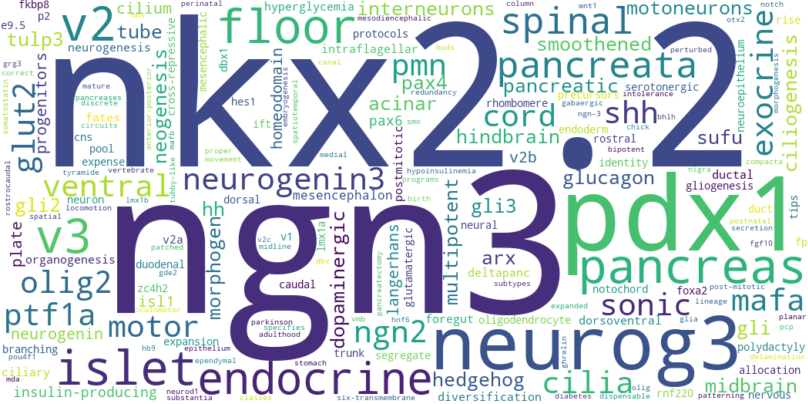 fkbp8
p2
e9.5
tulp3
v2
cilium
tube
neurogenesis
hyperglycemia
interneurons
protocols
intraflagellar
floor
dbx1
mesodiencephalic
spinal
motoneurons
column
wnt1
otx2
notch
rise
smoothened
perturbed
grg3
correct
progenitors
glut2
mature
pancreases
discrete
fates
cns
circuits
pool
expense
tyramide
vertebrate
somatostatin
anterior-posterior
neogenesis
mafb
cross-repressive
tubby-like
mesencephalic
nkx2.2
hes1
ift
homeodomain
embryogenesis
spatiotemporal
buds
canal
pmn
pax4
acinar
pax6
redundancy
smo
proper
movement
medial
pancreata
pancreatic
precursors
serotonergic
rhombomere
gabaergic
ngn-3
bhlh
intolerance
cord
shh
endoderm
chick
hindbrain
rostral
sufu
v2b
identity
bipotent
compacta
neuroepithelium
morphogenesis
exocrine
ciliogenesis
perinatal
rostrocaudal
ventral
gli2
neuron
spatial
locomotion
lmx1b
v3
plate
v2a
patched
organogenesis
duodenal
gde2
zc4h2
isl1
oculomotor
olig2
ptf1a
neurogenin
motor
expansion
branching
pou4f1
hb9
epithelium
ciliary
ependymal
mda
neurod1
substantia
insulin-producing
islet
neurogenin3
hh
dorsal
mesencephalon
morphogen
v2c
v1
midline
lmx1a
dbx
caudal
dopaminergic
glutamatergic
parkinson
specifies
adulthood
vmb
pancreatectomy
hnf6
stomach
trunk
classes
six-transmembrane
endocrine
ngn3
postmitotic
hypoinsulinemia
programs
birth
langerhans
multipotent
gli3
neural
arx
deltapanc
subtypes
glucagon
ductal
gliogenesis
notochord
foxa2
post-mitotic
lineage
sonic
expanded
ngn2
foregut
oligodendrocyte
dorsoventral
glia
segregate
neurog3
hedgehog
diversification
ghrelin
diabetes
cilia
dispensable
olig
rnf220
patterning
nervous
pdx1
pancreas
duct
postnatal
secretion
tips
fgf10
fp
nigra
mafa
gli
planar
pcp
polydactyly
delamination
allocation
midbrain